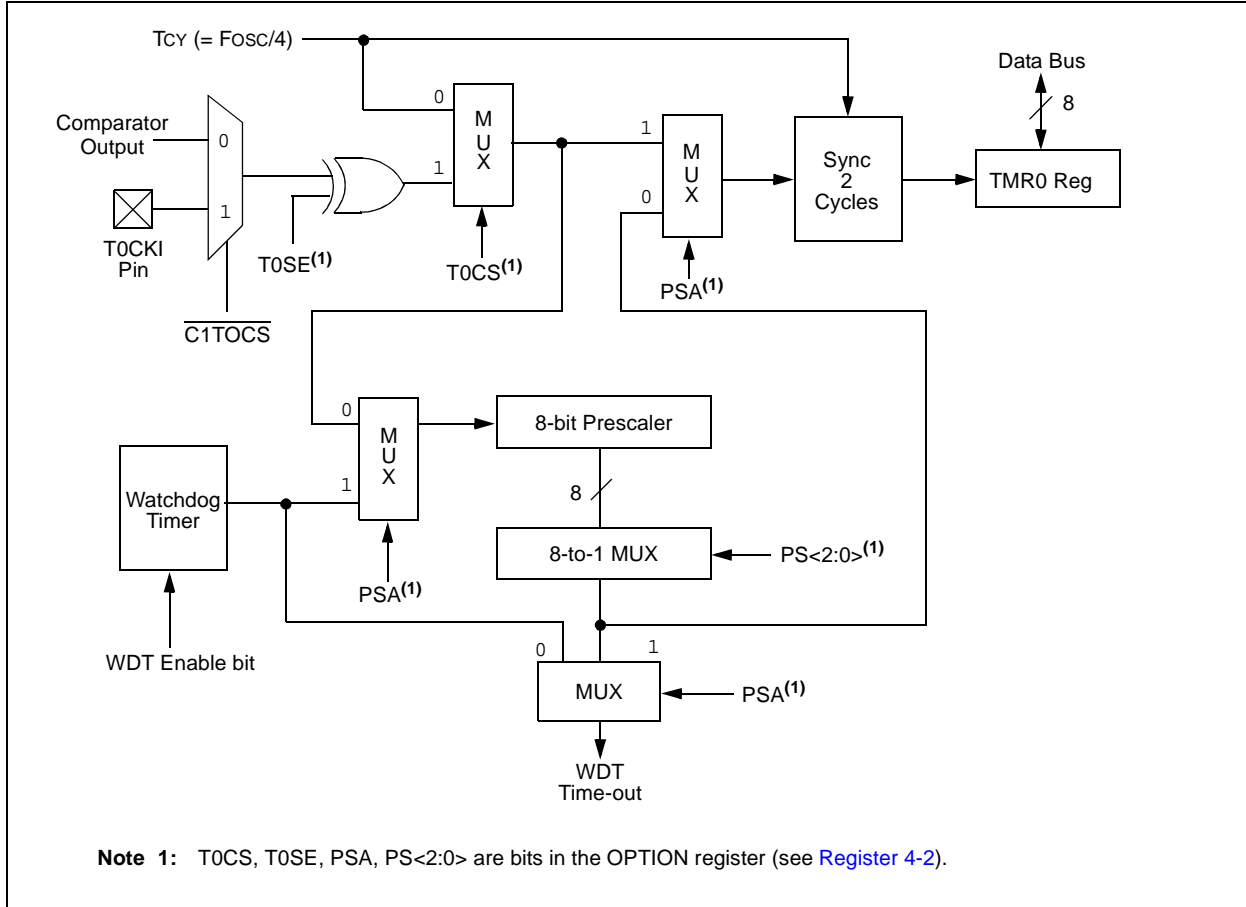 TCY (= FOSC/4)
Data Bus
8
Comparator
Output
0
1
T0CKI
Pin
C1TOCS
T0SE(1)
0
1
M
U
X
T0CS(1)
1
0
M
U
X
PSA(1)
Sync
2
Cycles
TMR0 Reg
0
1
M
U
X
PSA(1)
8-bit Prescaler
8
8-to-1 MUX
PS<2:0>(1)
Watchdog
Timer
WDT Enable bit
0
1
MUX
PSA(1)
WDT
Time-out
Note 1: T0CS, T0SE, PSA, PS<2:0> are bits in the OPTION register (see Register 4-2).